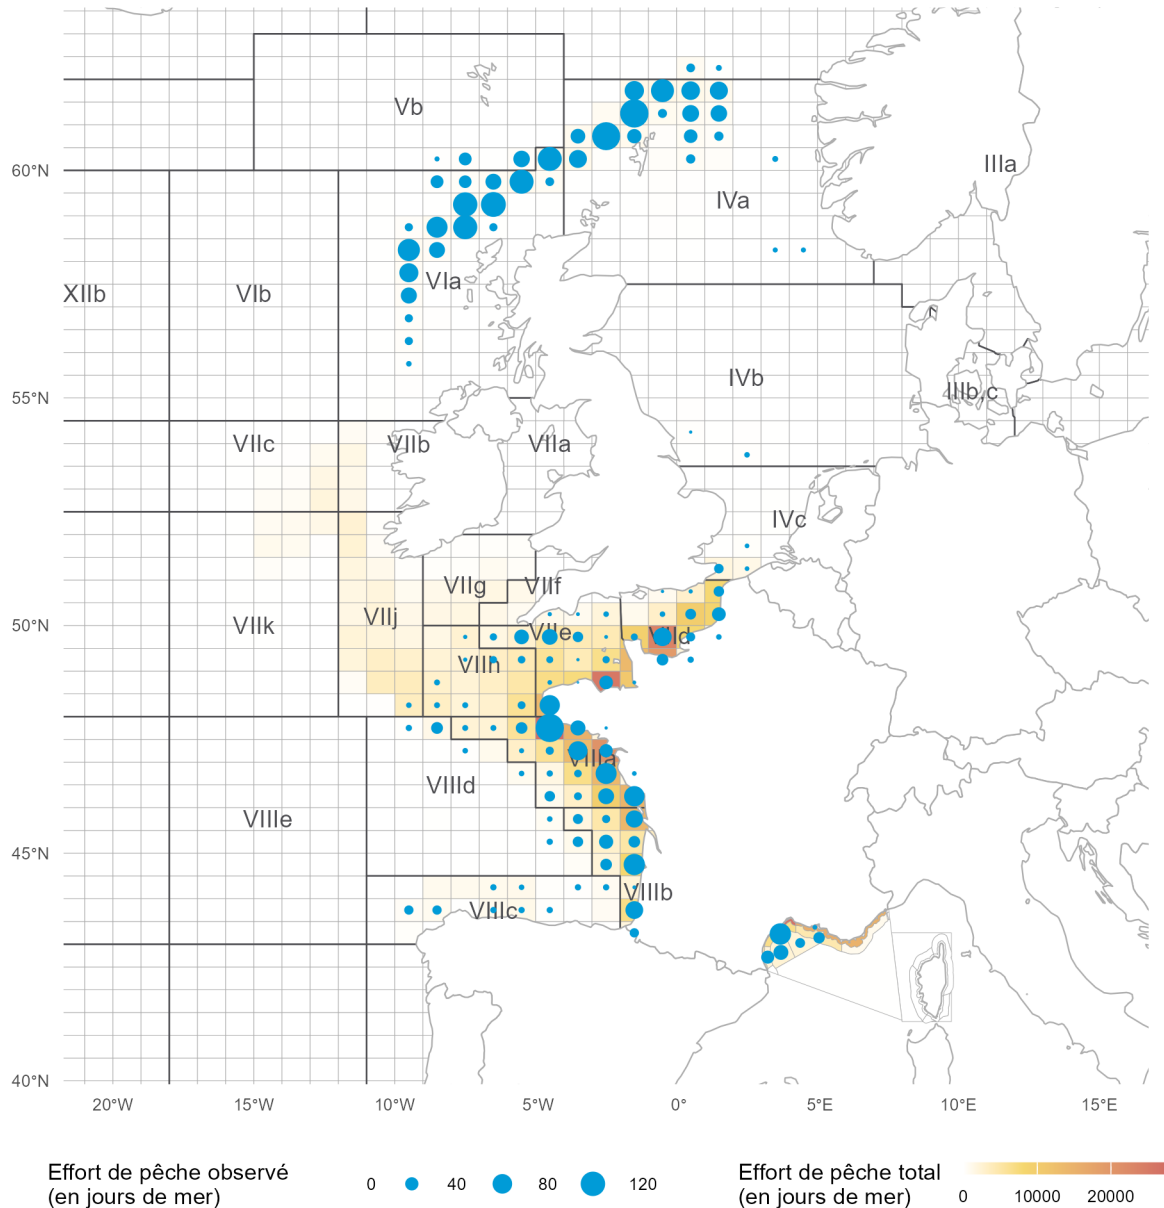 Vb
60°N
IIIa
IVa
VIa
XIIb
VIb
IVb
IIIb,c
55°N
VIIc
VIIb
VIIa
IVc
VIIg
VIIf
VIIj
VIIk
50°N
VIIe
VIId
VIIh
VIIIa
VIIId
VIIIe
45°N
VIIIb
VIIIc
40°N
20°W
15°W
10°W
5°W
0°
5°E
10°E
15°E
Effort de pêche observé
(en jours de mer)
0
40
80
120
Effort de pêche total
(en jours de mer)
0
10000
20000